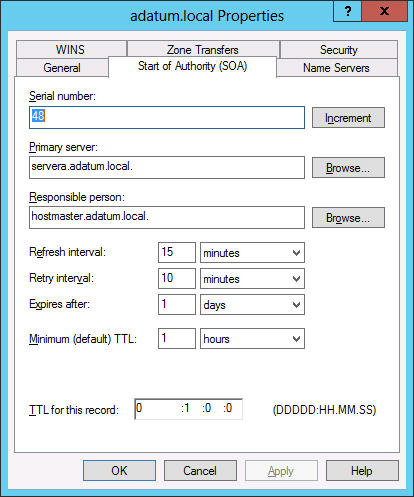 adatum.local Properties
?
X
WINS
Zone Transfers
Security
General
Start of Authority (SOA)
Name Servers
Serial number:
48
Increment
Primary server:
servera.adatum.local.
Browse...
Responsible person:
hostmaster.adatum.local.
Browse...
Refresh interval: 15 minutes
Retry interval: 10 minutes
Expires after: 1 days
Minimum (default) TTL: 1 hours
TTL for this record: 0 :1 :0 :0 (DDDDD:HH.MM.SS)
OK Cancel Apply Help